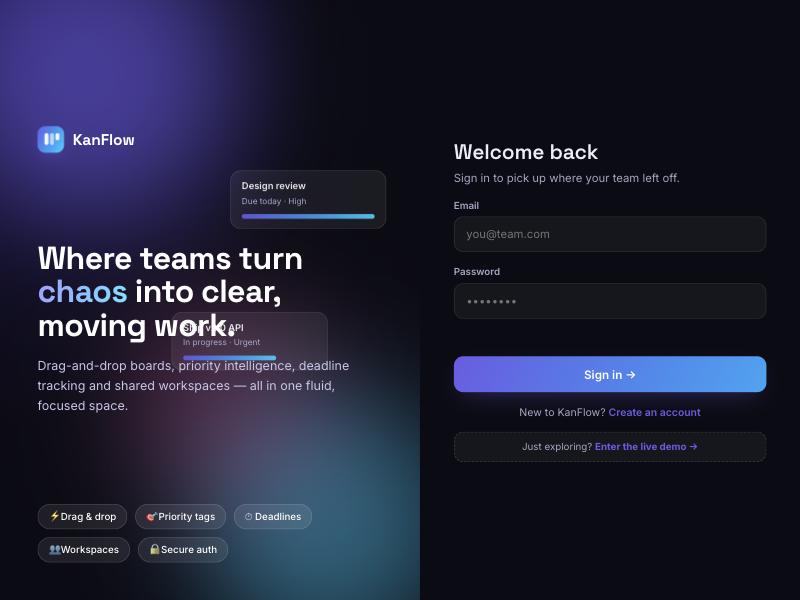 KanFlow
Design review
Due today · High
Where teams turn
chaos into clear,
moving work.
API
In progress · Urgent
Drag-and-drop boards, priority intelligence, deadline
tracking and shared workspaces — all in one fluid,
focused space.
⚡Drag & drop
🎯Priority tags
⏱ Deadlines
👥Workspaces
🔒Secure auth
Welcome back
Sign in to pick up where your team left off.
Email
you@team.com
Password
••••••••
Sign in →
New to KanFlow? Create an account
Just exploring? Enter the live demo →